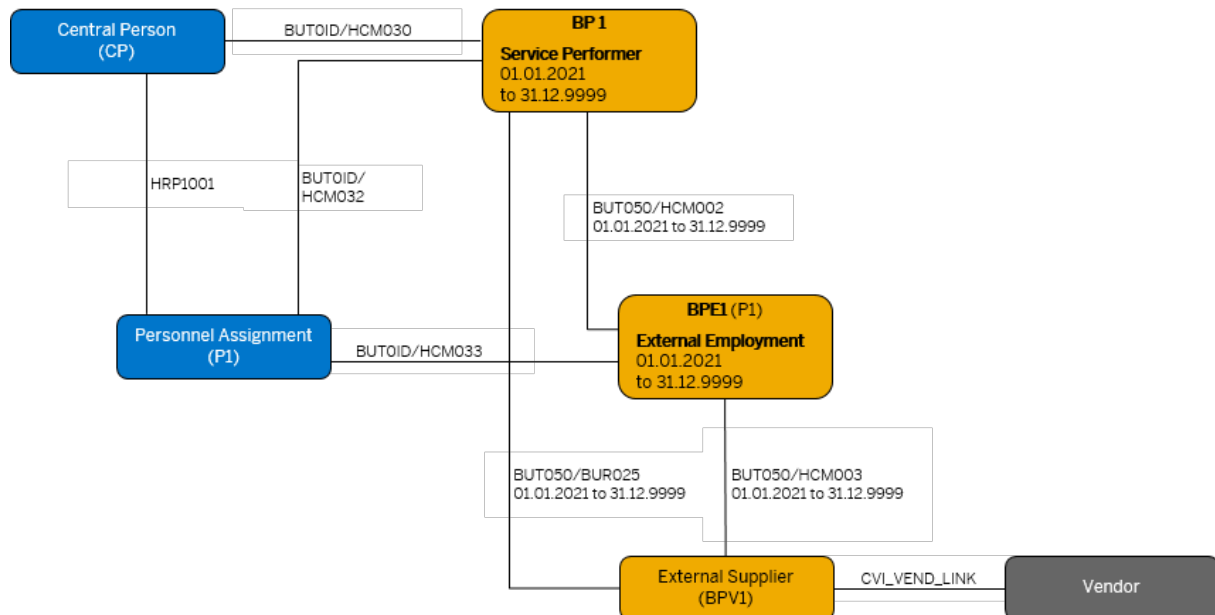 Central Person
(CP)
BUT0ID/HCM030
BP 1
Service Performer
01.01.2021
to 31.12.9999
HRP1001
BUT0ID/
HCM032
BUT050/HCM002
01.01.2021 to 31.12.9999
Personnel Assignment
(P1)
BUT0ID/HCM033
BPE1 (P1)
External Employment
01.01.2021
to 31.12.9999
BUT050/BUR025
01.01.2021 to 31.12.9999
BUT050/HCM003
01.01.2021 to 31.12.9999
External Supplier
(BPV1)
CVI_VEND_LINK
Vendor